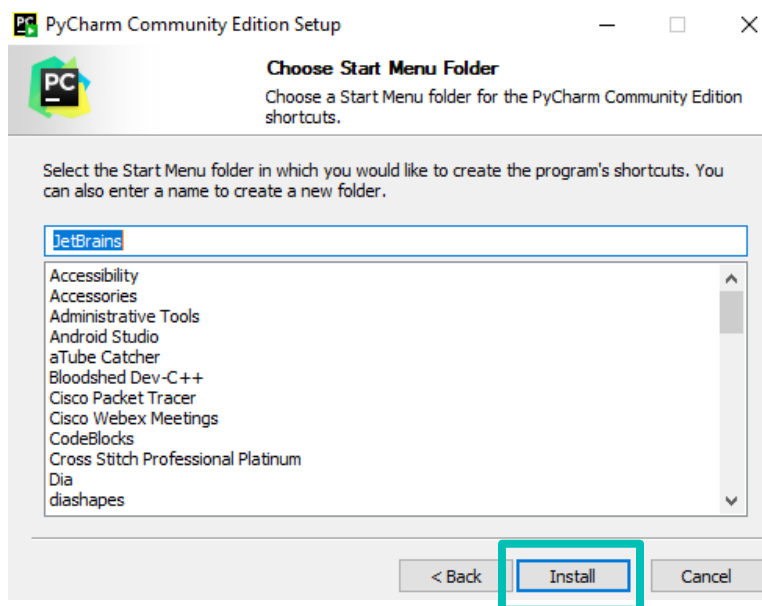 PC PyCharm Community Edition Setup
PC
Choose Start Menu Folder
Choose a Start Menu folder for the PyCharm Community Edition
shortcuts.
Select the Start Menu folder in which you would like to create the program's shortcuts. You
can also enter a name to create a new folder.
JetBrains
Accessibility
Accessories
Administrative Tools
Android Studio
aTube Catcher
Bloodshed Dev-C++
Cisco Packet Tracer
Cisco Webex Meetings
CodeBlocks
Cross Stitch Professional Platinum
Dia
diashapes
< Back Install Cancel